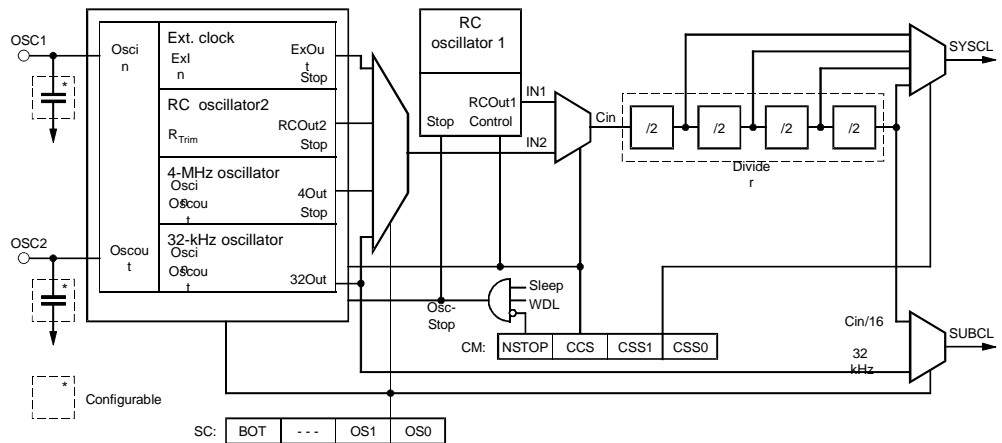 OSC1
*
OSC2
*
*
Configurable
Osci
n
Oscou
t
Ext. clock
ExI
n
ExOu
t
Stop
RC oscillator2
RTrim
RCOut2
Stop
4-MHz oscillator
Osci
n
Oscou
t
4Out
Stop
32-kHz oscillator
Osci
n
Oscou
t
32Out
RC
oscillator 1
RCOut1
Stop
Control
IN1
IN2
Cin
/2
/2
/2
/2
Divide
r
SYSCL
Osc-
Stop
Sleep
WDL
CM:
NSTOP
CCS
CSS1
CSS0
Cin/16
32
kHz
SUBCL
SC:
BOT
- - -
OS1
OS0